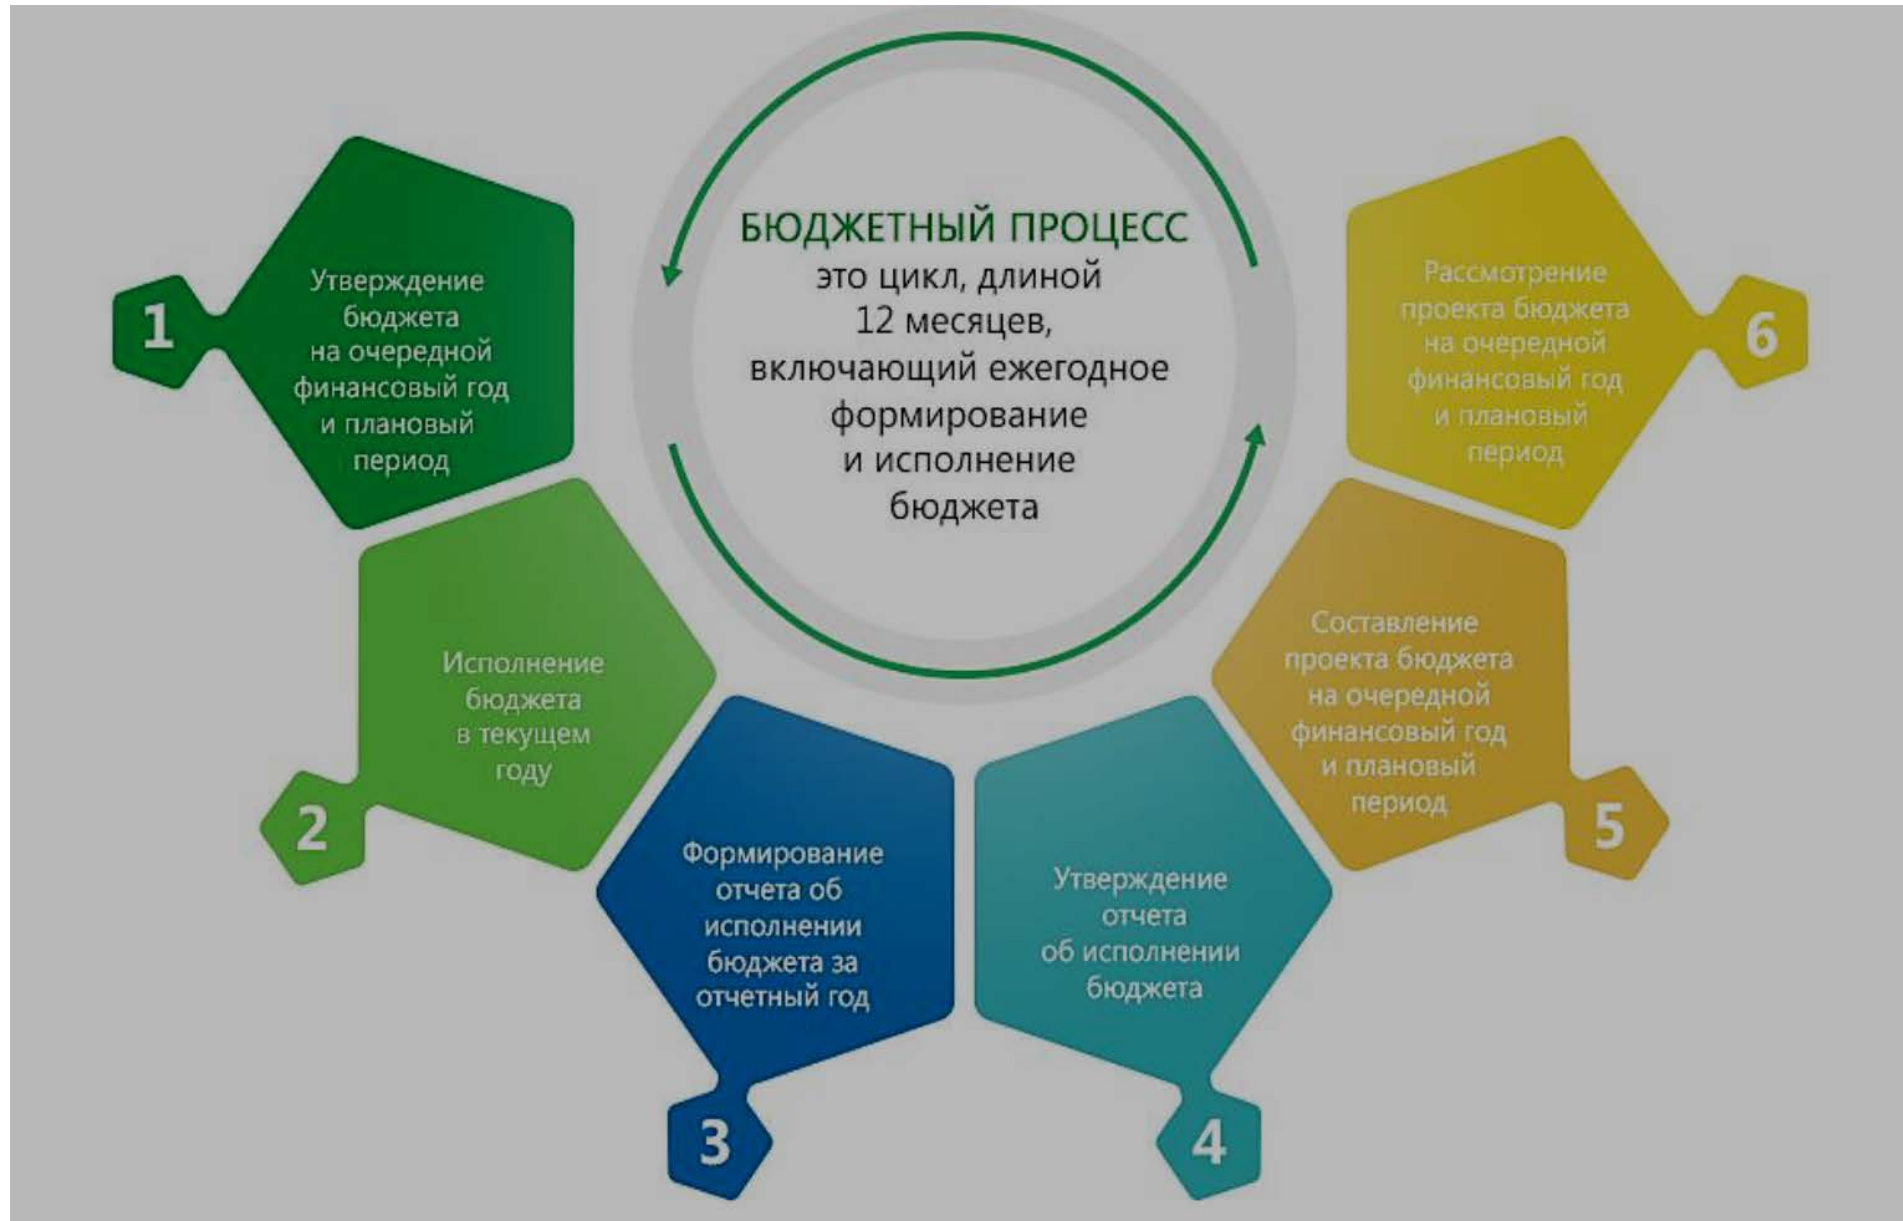 БЮДЖЕТНЫЙ ПРОЦЕСС
это цикл, длиной
12 месяцев,
включающий ежегодное
формирование
и исполнение
бюджета
1
Утверждение
бюджета
на очередной
финансовый год
и плановый
период
2
Исполнение
бюджета
в текущем
году
3
Формирование
отчета об
исполнении
бюджета за
отчетный год
4
Утверждение
отчета
об исполнении
бюджета
5
Составление
проекта бюджета
на очередной
финансовый год
и плановый
период
6
Рассмотрение
проекта бюджета
на очередной
финансовый год
и плановый
период